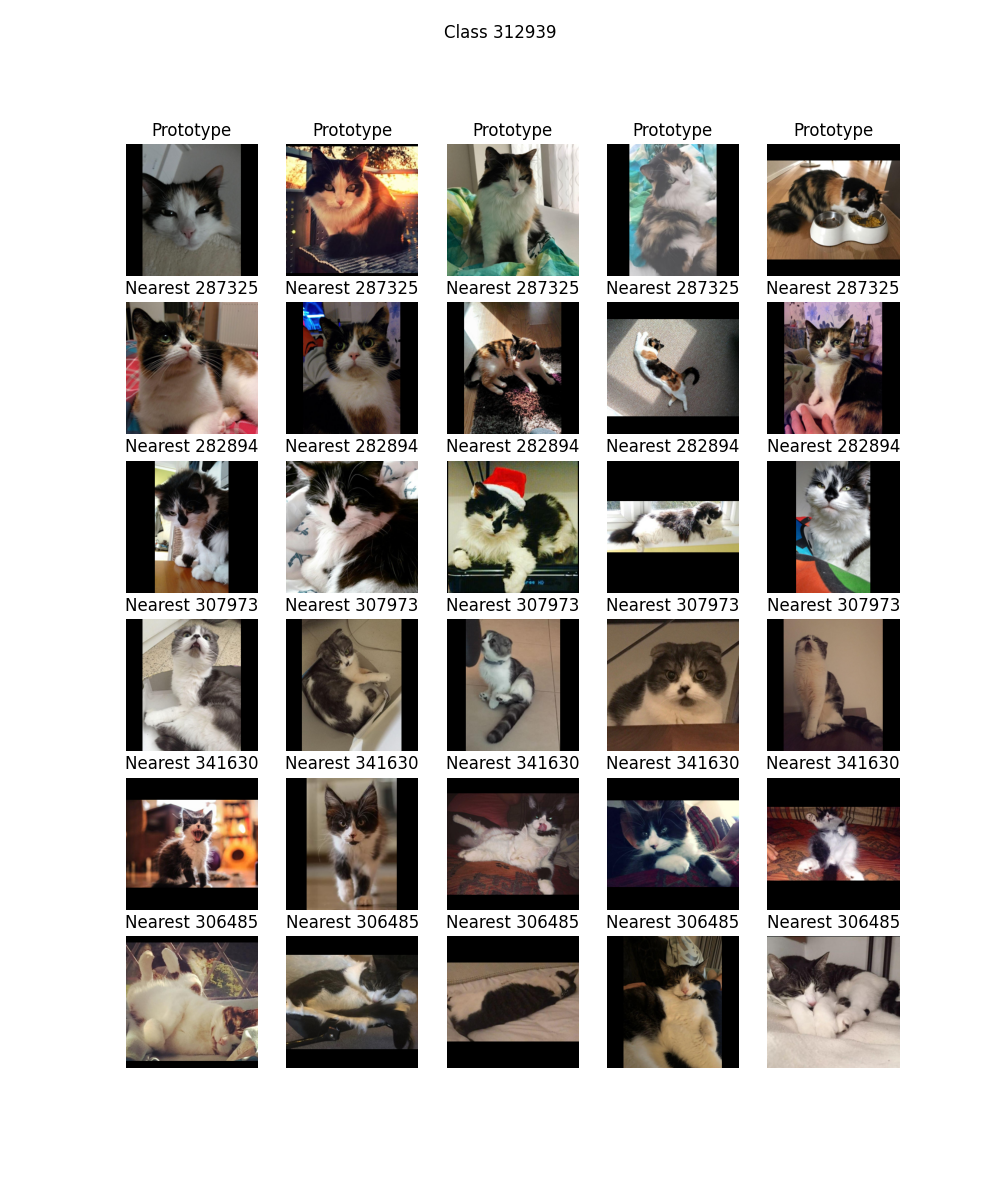 Class 312939
Prototype Prototype Prototype Prototype Prototype
Nearest 287325 Nearest 287325 Nearest 287325 Nearest 287325 Nearest 287325
Nearest 282894 Nearest 282894 Nearest 282894 Nearest 282894 Nearest 282894
Nearest 307973 Nearest 307973 Nearest 307973 Nearest 307973 Nearest 307973
Nearest 341630 Nearest 341630 Nearest 341630 Nearest 341630 Nearest 341630
Nearest 306485 Nearest 306485 Nearest 306485 Nearest 306485 Nearest 306485